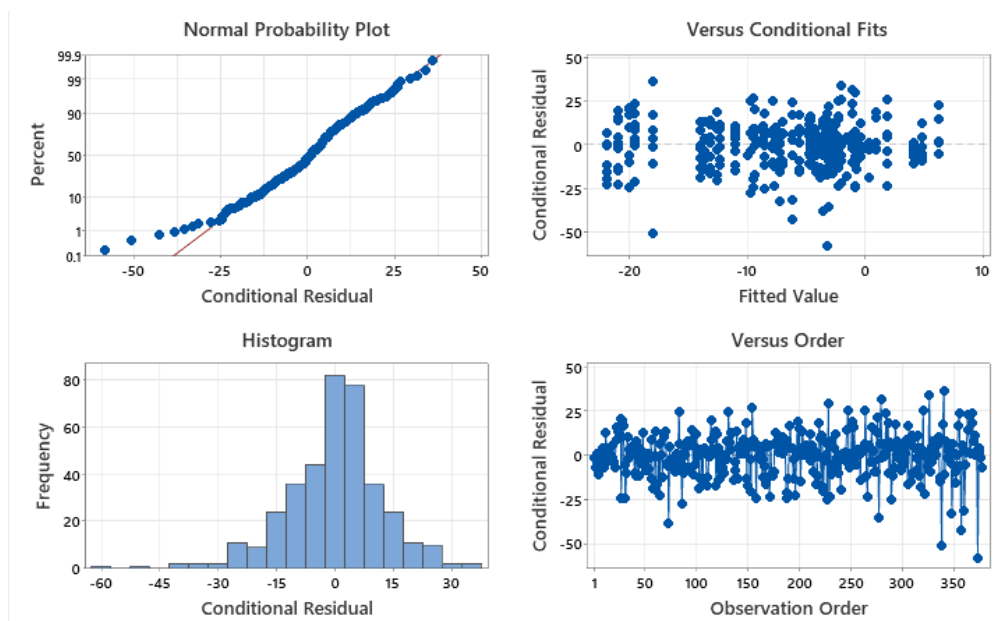 Normal Probability Plot
99.9
99
90
50
10
1
0.1
Percent
-50 -25 0 25 50
Conditional Residual
Versus Conditional Fits
50
25
0
-25
-50
Conditional Residual
-20 -10 0 10
Fitted Value
Histogram
80
60
40
20
0
Frequency
-60 -45 -30 -15 0 15 30
Conditional Residual
Versus Order
50
25
0
-25
-50
Conditional Residual
1 50 100 150 200 250 300 350
Observation Order